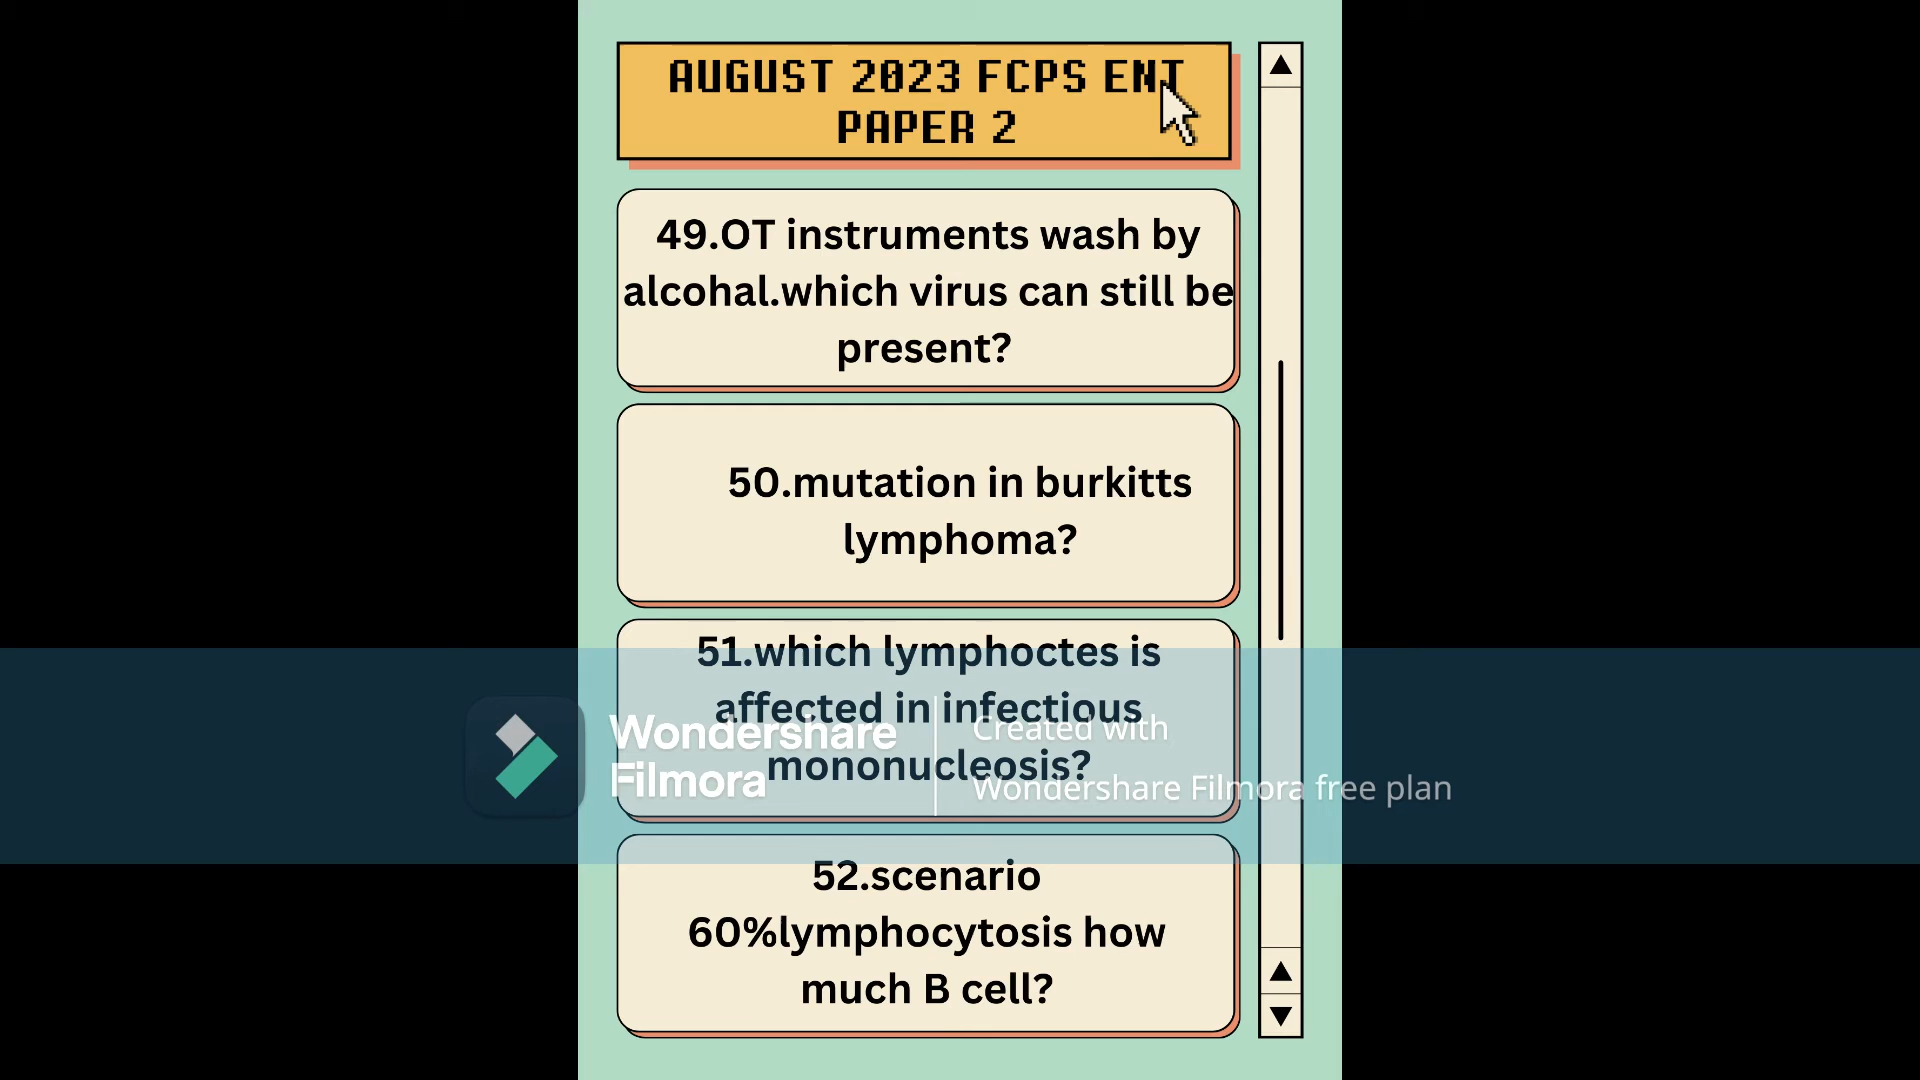 AUGUST 2023 FCPS ENT
PAPER 2
49.OT instruments wash by
alcohal.which virus can still be
present?
50.mutation in burkitts
lymphoma?
51.which lymphoctes is
affected in infectious
mononucleosis?
Wondershare
Filmora
Created with
Wondershare Filmora free plan
52.scenario
60%lymphocytosis how
much B cell?